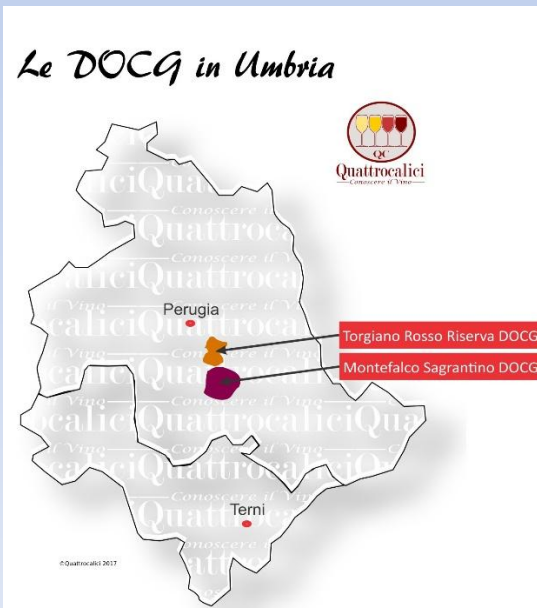 Le DOCG in Umbria
QC
Quattrocalici
Conoscere il Vino
Perugia
Torgiano Rosso Riserva DOCG
Montefalco Sagrantino DOCG
Terni
©Quattrocalici 2017